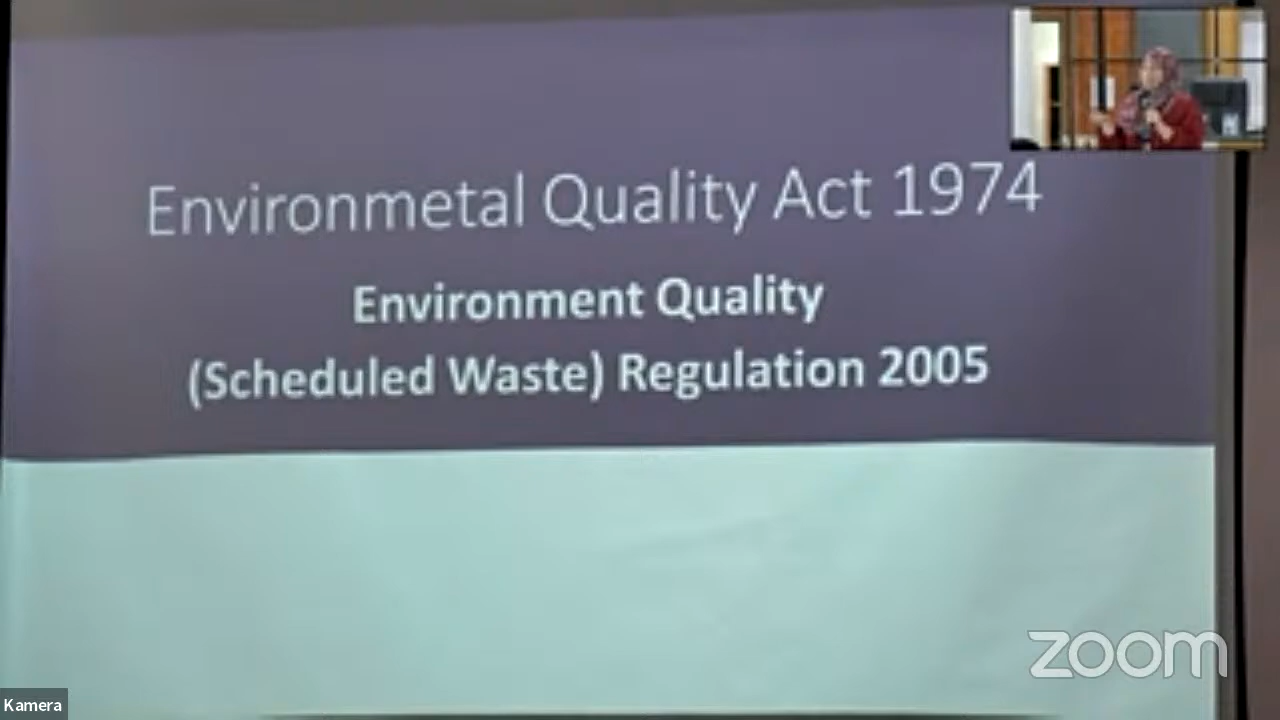 Environmetal Quality Act 1974
Environment Quality
(Scheduled Waste) Regulation 2005
zoom
Kamera